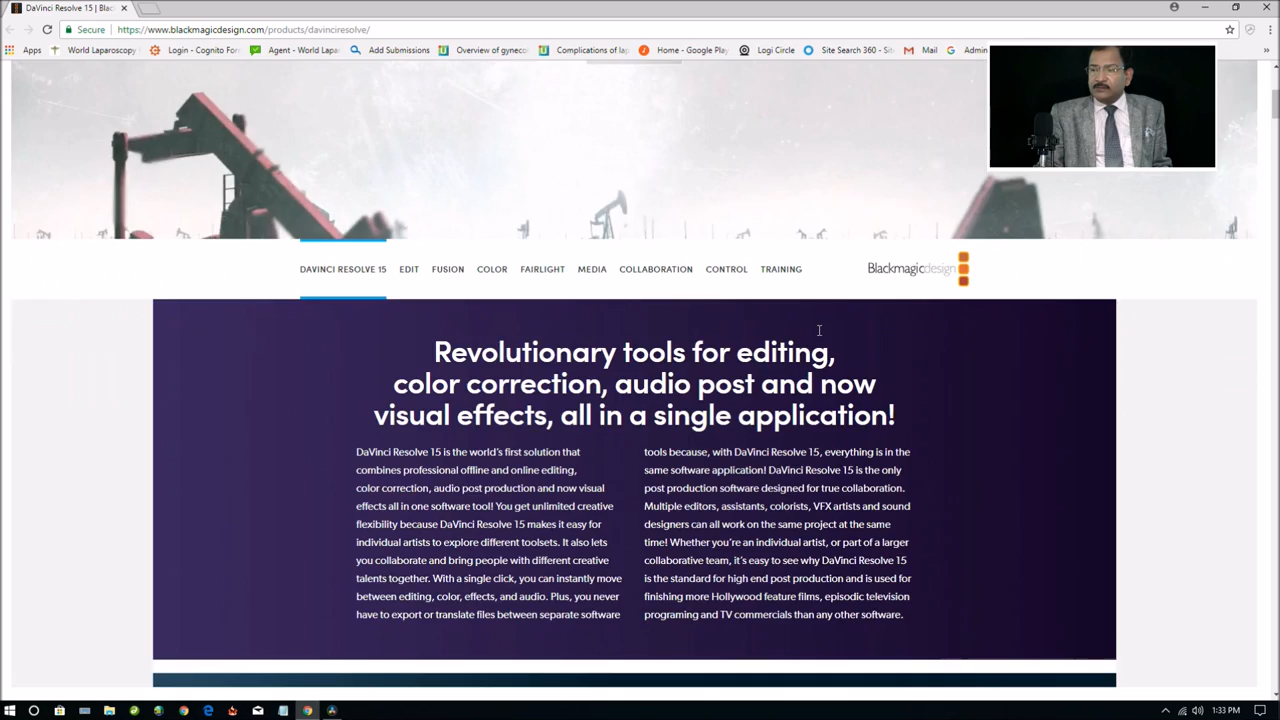 DaVinci Resolve 15 | Blac
Secure
https://www.blackmagicdesign.com/products/davinciresolve/
Apps World Laparoscopy Login - Cognito For Agent - World Lapa Add Submissions Overview of gynecol Complications of lap Home - Google Play Logi Circle Site Search 360 - Site Mail Admin
DAVINCI RESOLVE 15 EDIT FUSION COLOR FAIRLIGHT MEDIA COLLABORATION CONTROL TRAINING
Blackmagicdesign
Revolutionary tools for editing,
color correction, audio post and now
visual effects, all in a single application!
DaVinci Resolve 15 is the world's first solution that
combines professional offline and online editing,
color correction, audio post production and now visual
effects all in one software tool! You get unlimited creative
flexibility because DaVinci Resolve 15 makes it easy for
individual artists to explore different toolsets. It also lets
you collaborate and bring people with different creative
talents together. With a single click, you can instantly move
between editing, color, effects, and audio. Plus, you never
have to export or translate files between separate software
tools because, with DaVinci Resolve 15, everything is in the
same software application! DaVinci Resolve 15 is the only
post production software designed for true collaboration.
Multiple editors, assistants, colorists, VFX artists and sound
designers can all work on the same project at the same
time! Whether you're an individual artist, or part of a larger
collaborative team, it's easy to see why DaVinci Resolve 15
is the standard for high end post production and is used for
finishing more Hollywood feature films, episodic television
programing and TV commercials than any other software.
1:33 PM